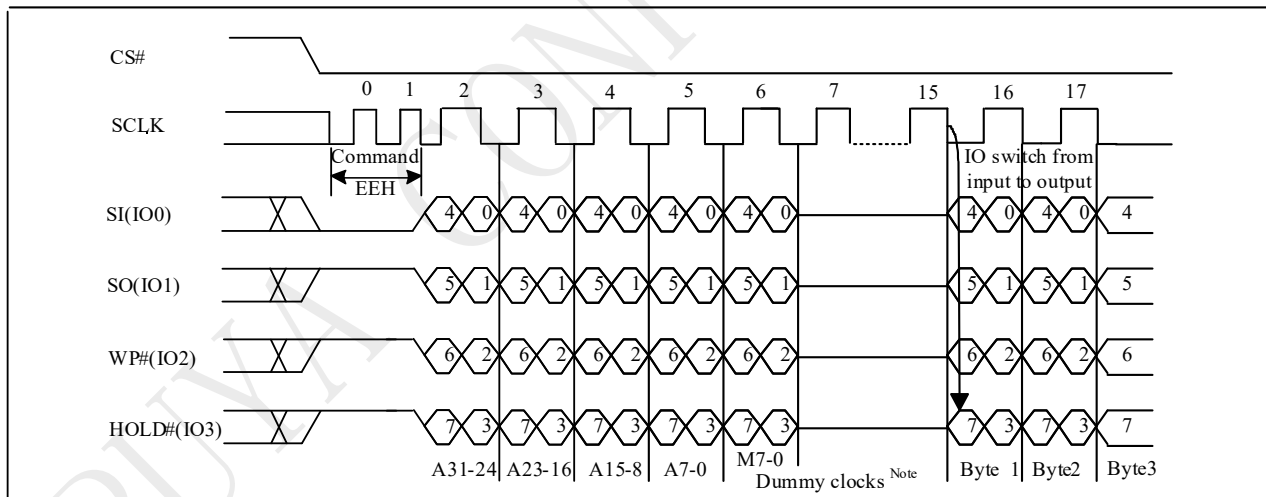 CS#
0 1 2 3 4 5 6 7 15 16 17
SCLK
Command
EEH
IO switch from
input to output
SI(IO0)
4 0 4 0 4 0 4 0 4 0 4 0 4 0 4
SO(IO1)
5 1 5 1 5 1 5 1 5 1 5 1 5 1 5
WP#(IO2)
6 2 6 2 6 2 6 2 6 2 6 2 6 2 6
HOLD#(IO3)
7 3 7 3 7 3 7 3 7 3 7 3 7 3 7
A31-24 A23-16 A15-8 A7-0 M7-0 Byte 1 Byte2 Byte3
Dummy clocks Note
PUYA CONF